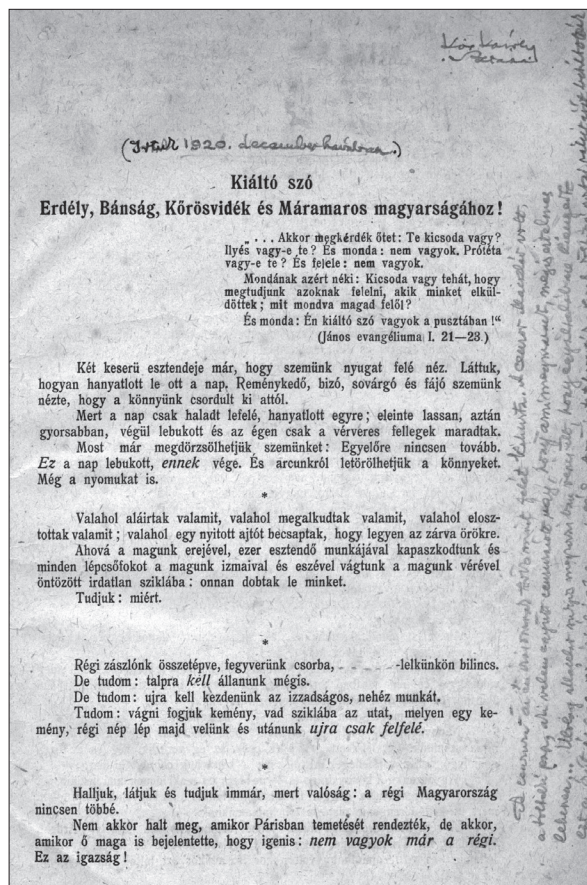 Kós Károly
(Irták 1920. december havában.)
Kiáltó szó
Erdély, Bánság, Kőrösvidék és Máramaros magyarságához!
„. . . . Akkor megkérdék őtet: Te kicsoda vagy?
Ilyés vagy-e te? És monda: nem vagyok. Próféta
vagy-e te? És felele: nem vagyok.
Mondának azért néki: Kicsoda vagy tehát, hogy
megtudjunk azoknak felelni, akik minket elkül-
döttek; mit mondva magad felől?
És monda: Én kiáltó szó vagyok a pusztában!“
(János evangéliuma I. 21—23.)
Két keserü esztendeje már, hogy szemünk nyugat felé néz. Láttuk,
hogyan hanyatlott le ott a nap. Reménykedő, bizó, sovárgó és fájó szemünk
nézte, hogy a könnyünk csordult ki attól.
Mert a nap csak haladt lefelé, hanyatlott egyre; eleinte lassan, aztán
gyorsabban, végül lebukott és az égen csak a vérveres fellegek maradtak.
Most már megdörzsölhetjük szemünket: Egyelőre nincsen tovább.
Ez a nap lebukott, ennek vége. És arcunkról letörölhetjük a könnyeket.
Még a nyomukat is.
*
Valahol aláirtak valamit, valahol megalkudtak valamit, valahol elosz-
tottak valamit; valahol egy nyitott ajtót becsaptak, hogy legyen az zárva örökre.
Ahová a magunk erejével, ezer esztendő munkájával kapaszkodtunk és
minden lépcsőfokot a magunk izmaival és eszével vágtunk a magunk vérével
öntözött irdatlan sziklába: onnan dobtak le minket.
Tudjuk: miért.
*
Régi zászlónk összetépve, fegyverünk csorba, - - - - -lelkünkön bilincs.
De tudom: talpra kell állanunk mégis.
De tudom: ujra kell kezdenünk az izzadságos, nehéz munkát.
Tudom: vágni fogjuk kemény, vad sziklába az utat, melyen egy ke-
mény, régi nép lép majd velünk és utánunk ujra csak felfelé.
*
Halljuk, látjuk és tudjuk immár, mert valóság: a régi Magyarország
nincsen többé.
Nem akkor halt meg, amikor Párisban temetését rendezték, de akkor,
amikor ő maga is bejelentette, hogy igenis: nem vagyok már a régi.
Ez az igazság!